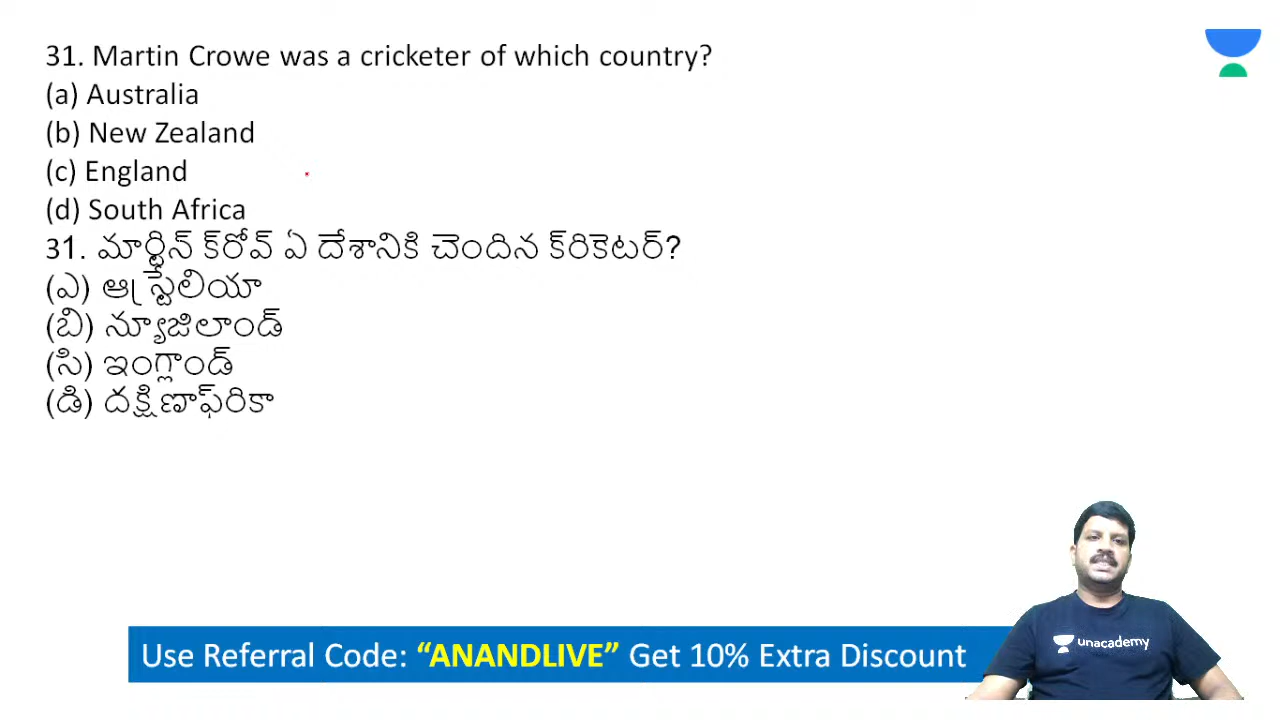 31. Martin Crowe was a cricketer of which country?
(a) Australia
(b) New Zealand
(c) England
(d) South Africa
31. మార్టిన్ క్‌రోవ్ ఏ దేశానికి చెందిన క్‌రికెటర్?
(ఎ) ఆస్ట్రేలియా
(బి) న్యూజిలాండ్
(సి) ఇంగ్లాండ్
(డి) దక్షిణాఫ్‌రికా
unacademy
Use Referral Code: “ANANDLIVE” Get 10% Extra Discount